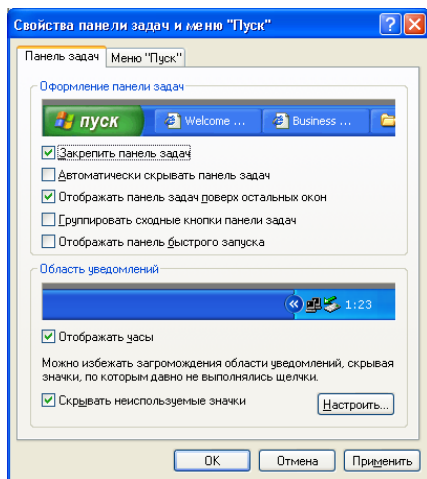 Свойства панели задач и меню "Пуск"
Панель задач Меню "Пуск"
Оформление панели задач
пуск Welcome ... Business ...
Закрепить панель задач
Автоматически скрывать панель задач
Отображать панель задач поверх остальных окон
Группировать сходные кнопки панели задач
Отображать панель быстрого запуска
Область уведомлений
1:23
Отображать часы
Можно избежать загромождения области уведомлений, скрывая
значки, по которым давно не выполнялись щелчки.
Скрывать неиспользуемые значки Настроить...
OK Отмена Применить